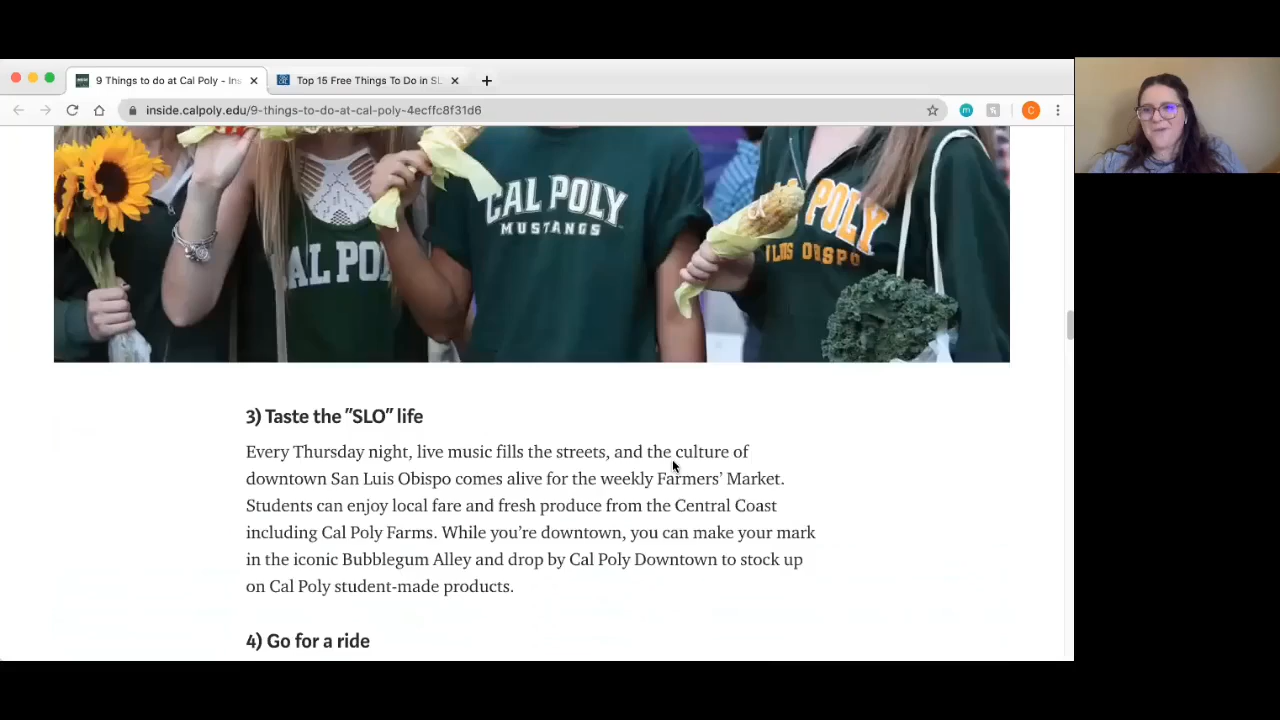 9 Things to do at Cal Poly - Ins
Top 15 Free Things To Do in SL
inside.calpoly.edu/9-things-to-do-at-cal-poly-4ecffc8f31d6
C
CAL POLY
MUSTANGS
AL POL
POLY
LUIS OBISPO
3) Taste the "SLO" life
Every Thursday night, live music fills the streets, and the culture of
downtown San Luis Obispo comes alive for the weekly Farmers' Market.
Students can enjoy local fare and fresh produce from the Central Coast
including Cal Poly Farms. While you're downtown, you can make your mark
in the iconic Bubblegum Alley and drop by Cal Poly Downtown to stock up
on Cal Poly student-made products.
4) Go for a ride